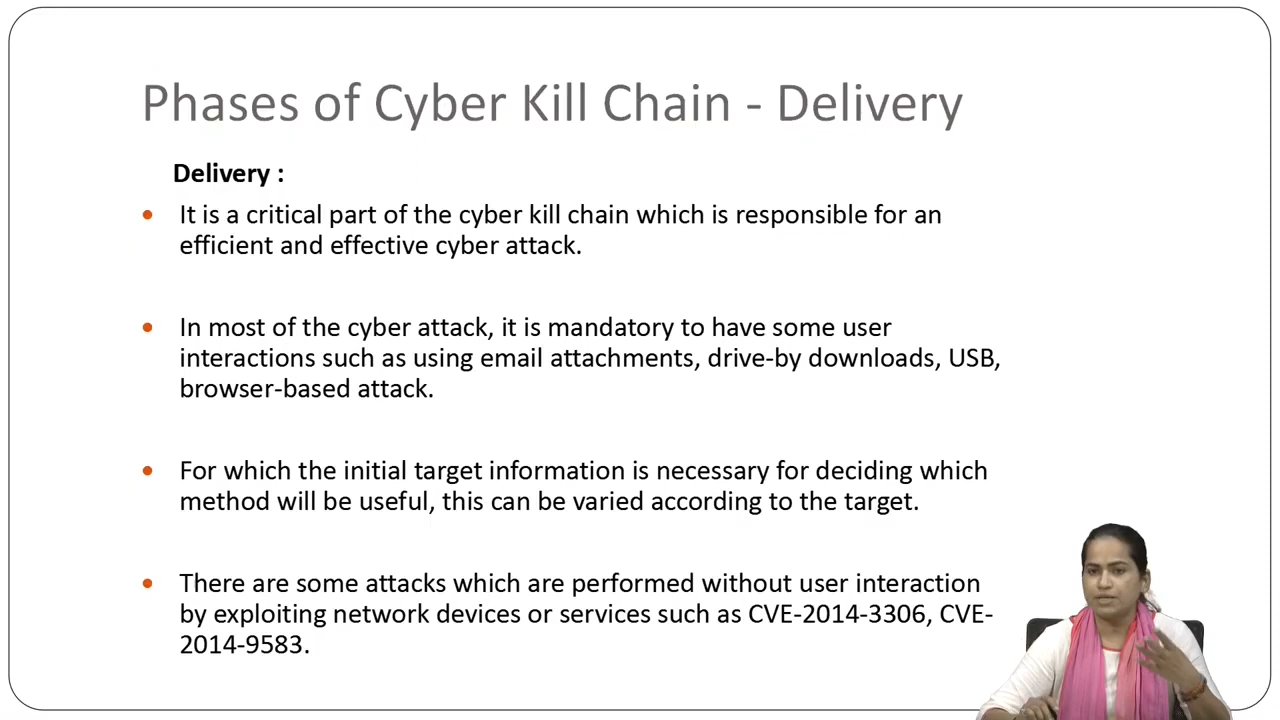 Phases of Cyber Kill Chain - Delivery
Delivery :
• It is a critical part of the cyber kill chain which is responsible for an
efficient and effective cyber attack.
• In most of the cyber attack, it is mandatory to have some user
interactions such as using email attachments, drive-by downloads, USB,
browser-based attack.
• For which the initial target information is necessary for deciding which
method will be useful, this can be varied according to the target.
• There are some attacks which are performed without user interaction
by exploiting network devices or services such as CVE-2014-3306, CVE-
2014-9583.